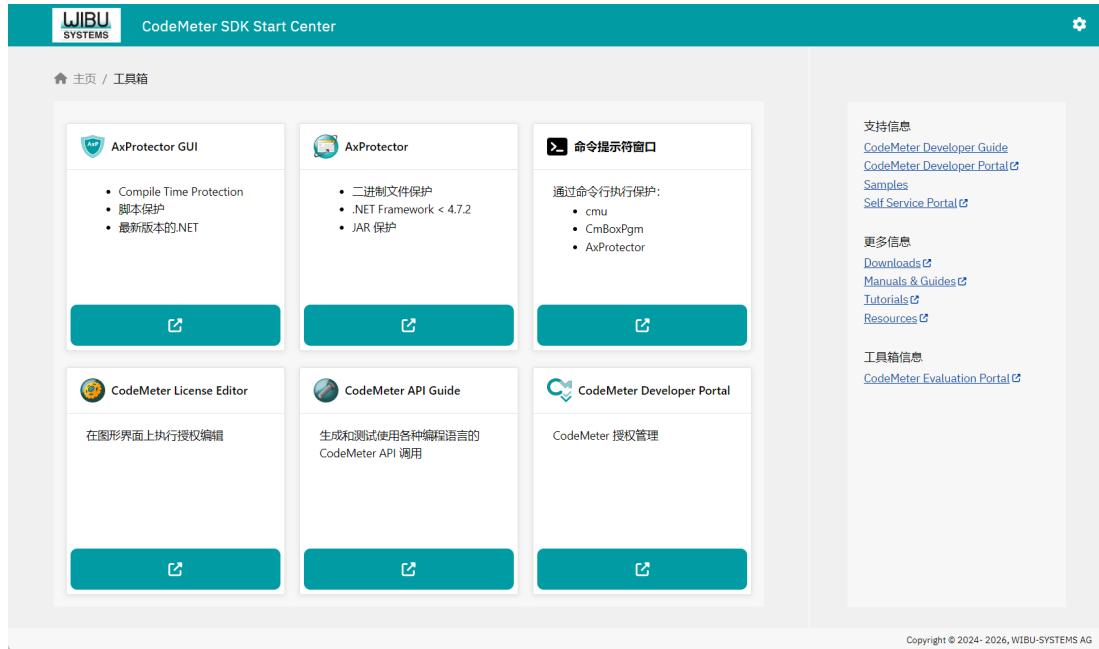 WIBU
SYSTEMS
CodeMeter SDK Start Center
主页 / 工具箱
AxP
AxProtector GUI
Compile Time Protection
脚本保护
最新版本的.NET
AxProtector
二进制文件保护
.NET Framework < 4.7.2
JAR 保护
命令提示符窗口
通过命令行执行保护：
cmu
CmBoxPgm
AxProtector
CodeMeter License Editor
在图形界面上执行授权编辑
CodeMeter API Guide
生成和测试使用各种编程语言的
CodeMeter API 调用
CodeMeter Developer Portal
CodeMeter 授权管理
支持信息
CodeMeter Developer Guide
CodeMeter Developer Portal
Samples
Self Service Portal
更多信息
Downloads
Manuals & Guides
Tutorials
Resources
工具箱信息
CodeMeter Evaluation Portal
Copyright © 2024- 2026, WIBU-SYSTEMS AG